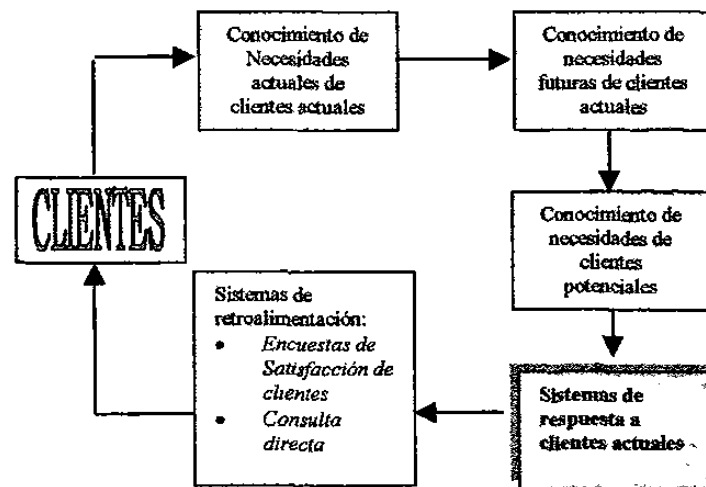 Conocimiento de
Necesidades
actuales de
clientes actuales
Conocimiento de
necesidades
futuras de clientes
actuales
CLIENTES
Conocimiento de
necesidades de
clientes
potenciales
Sistemas de
retroalimentación:
• Encuestas de
Satisfacción de
clientes
• Consulta
directa
Sistemas de
respuesta a
clientes actuales